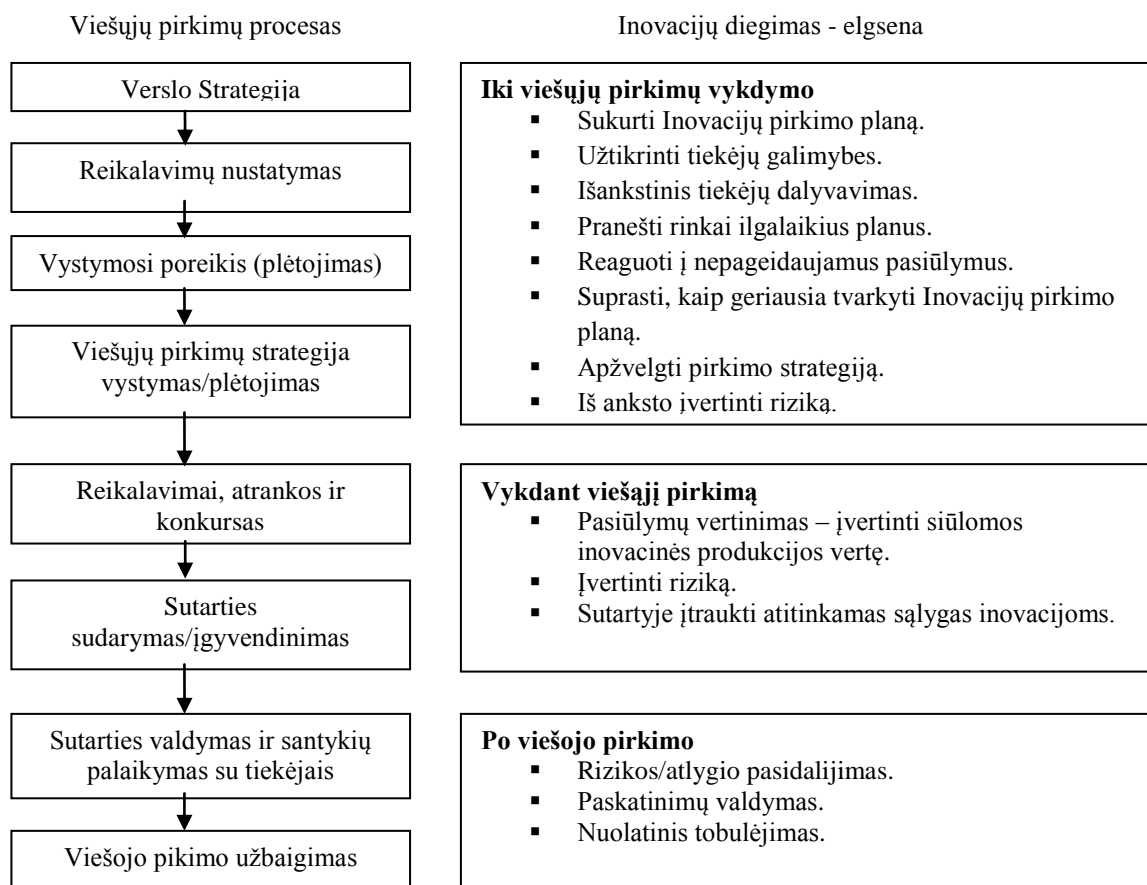 Viešųjų pirkimų procesas
Verslo Strategija
Reikalavimų nustatymas
Vystymosi poreikis (plėtojimas)
Viešųjų pirkimų strategija
vystymas/plėtojimas
Reikalavimai, atrankos ir
konkursas
Sutarties
sudarymas/įgyvendinimas
Sutarties valdymas ir santykių
palaikymas su tiekėjais
Viešojo pikimo užbaigimas
Inovacijų diegimas - elgsena
Iki viešųjų pirkimų vykdymo
▪ Sukurti Inovacijų pirkimo planą.
▪ Užtikrinti tiekėjų galimybes.
▪ Išankstinis tiekėjų dalyvavimas.
▪ Pranešti rinkai ilgalaikius planus.
▪ Reaguoti į nepageidaujamus pasiūlymus.
▪ Suprasti, kaip geriausia tvarkyti Inovacijų pirkimo
planą.
▪ Apžvelgti pirkimo strategiją.
▪ Iš anksto įvertinti riziką.
Vykdant viešąjį pirkimą
▪ Pasiūlymų vertinimas – įvertinti siūlomos
inovacinės produkcijos vertę.
▪ Įvertinti riziką.
▪ Sutartyje įtraukti atitinkamas sąlygas inovacijoms.
Po viešojo pirkimo
▪ Rizikos/atlygio pasidalijimas.
▪ Paskatinimų valdymas.
▪ Nuolatinis tobulėjimas.